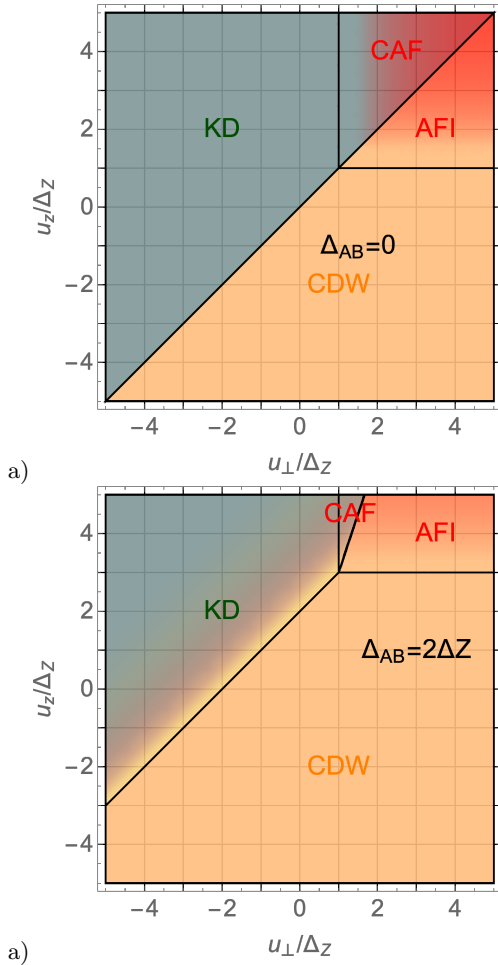 4
2
0
−2
−4
u_z/Δ_Z
KD
CAF
AFI
Δ_AB=0
CDW
−4 −2 0 2 4
a) u_⊥/Δ_Z
4
2
0
−2
−4
u_z/Δ_Z
CAF
AFI
KD
Δ_AB=2ΔZ
CDW
−4 −2 0 2 4
a) u_⊥/Δ_Z